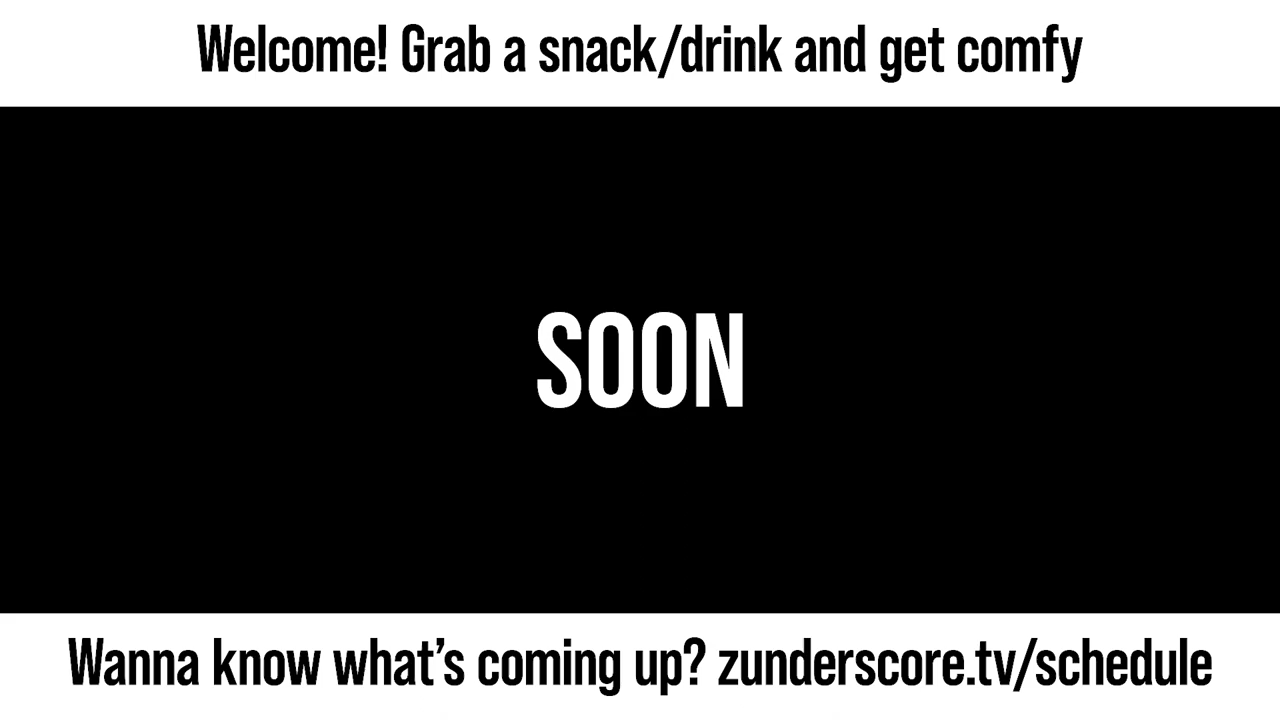 Welcome! Grab a snack/drink and get comfy
SOON
Wanna know what’s coming up? zunderscore.tv/schedule